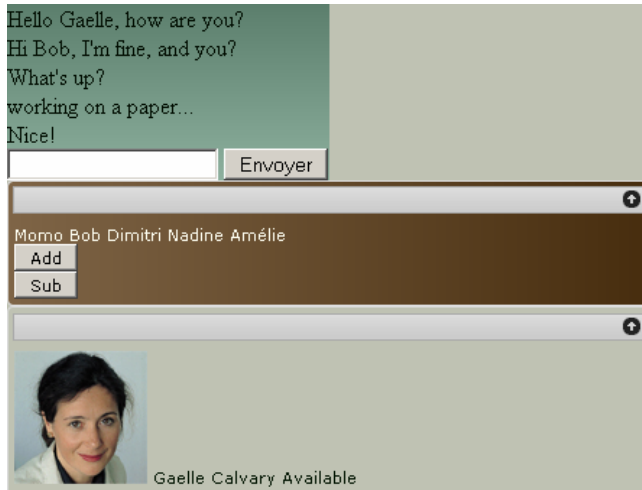 Hello Gaelle, how are you?
Hi Bob, I'm fine, and you?
What's up?
working on a paper...
Nice!
Envoyer
Momo Bob Dimitri Nadine Amélie
Add
Sub
Gaelle Calvary Available